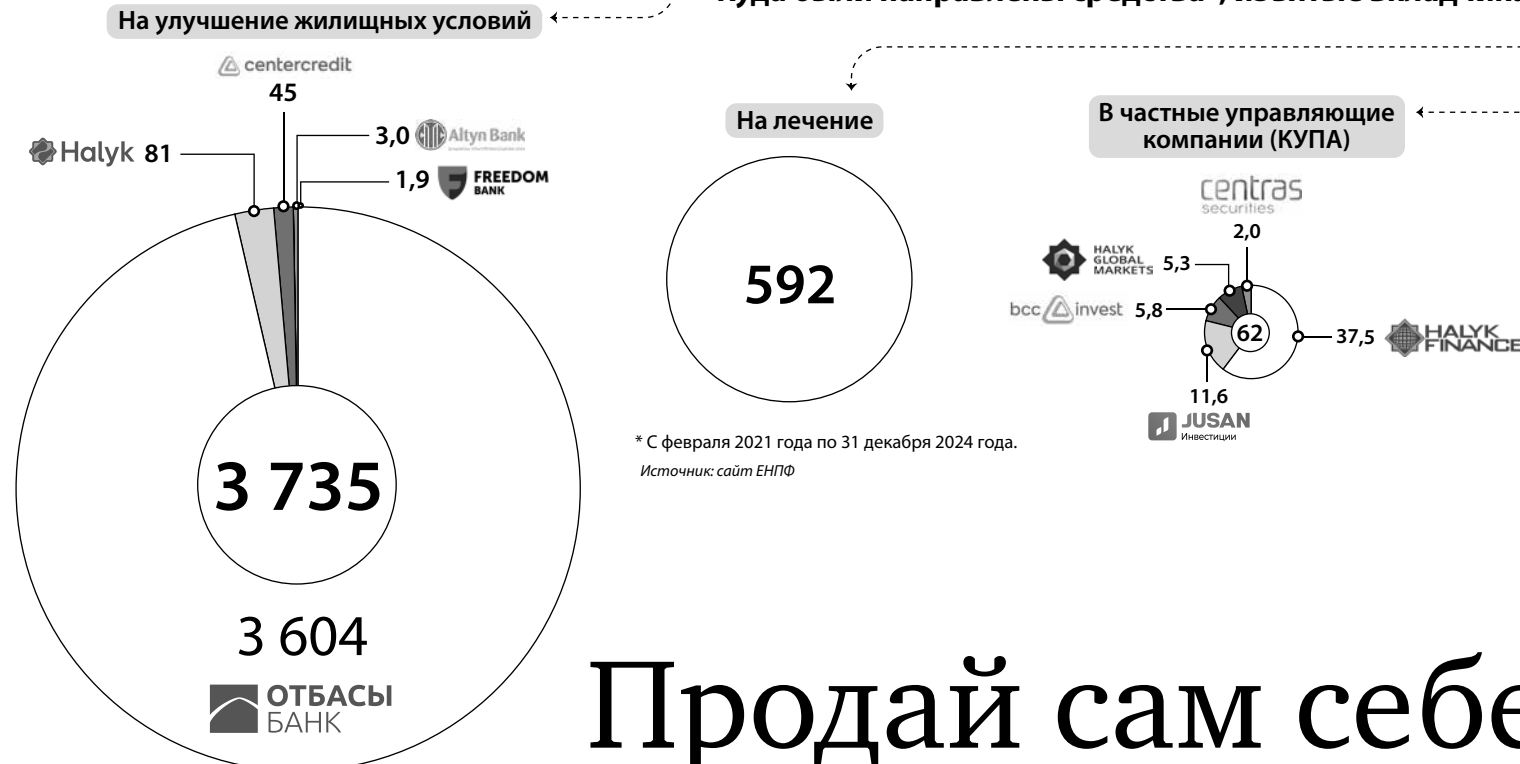 На улучшение жилищных условий
centercredit
45
Halyk 81
3,0 Altyn Bank
1,9 FREEDOM
BANK
3 735
3 604
ОТБАСЫ
БАНК
На лечение
592
* С февраля 2021 года по 31 декабря 2024 года.
Источник: сайт ЕНПФ
В частные управляющие
компании (КУПА)
centras
securities
2,0
HALYK
GLOBAL
MARKETS 5,3
bcc invest 5,8
62
37,5 HALYK
FINANCE
11,6
JUSAN
Инвестиции
Продай сам себе